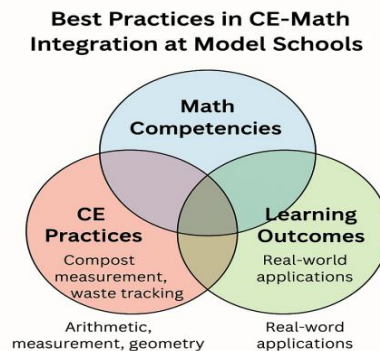 Best Practices in CE-Math
Integration at Model Schools
Math
Competencies
CE
Practices
Compost
measurement,
waste tracking
Learning
Outcomes
Real-world
applications
Arithmetic,
measurement, geometry
Real-word
applications